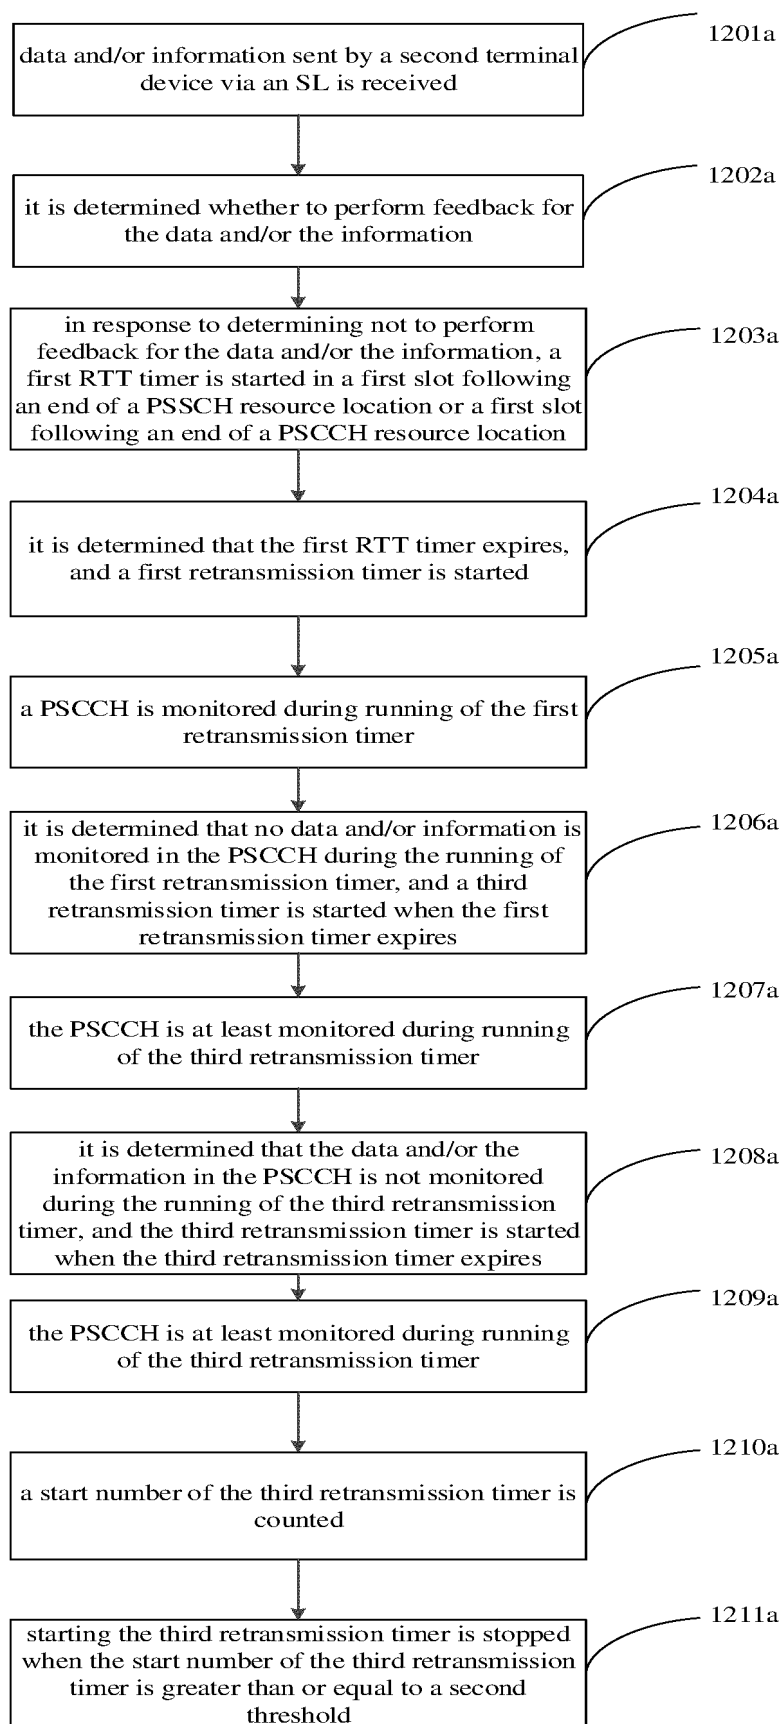 data and/or information sent by a second terminal
device via an SL is received
1201a
it is determined whether to perform feedback for
the data and/or the information
1202a
in response to determining not to perform
feedback for the data and/or the information, a
first RTT timer is started in a first slot following
an end of a PSSCH resource location or a first slot
following an end of a PSCCH resource location
1203a
it is determined that the first RTT timer expires,
and a first retransmission timer is started
1204a
a PSCCH is monitored during running of the first
retransmission timer
1205a
it is determined that no data and/or information is
monitored in the PSCCH during the running of
the first retransmission timer, and a third
retransmission timer is started when the first
retransmission timer expires
1206a
the PSCCH is at least monitored during running
of the third retransmission timer
1207a
it is determined that the data and/or the
information in the PSCCH is not monitored
during the running of the third retransmission
timer, and the third retransmission timer is started
when the third retransmission timer expires
1208a
the PSCCH is at least monitored during running
of the third retransmission timer
1209a
a start number of the third retransmission timer is
counted
1210a
starting the third retransmission timer is stopped
when the start number of the third retransmission
timer is greater than or equal to a second
threshold
1211a